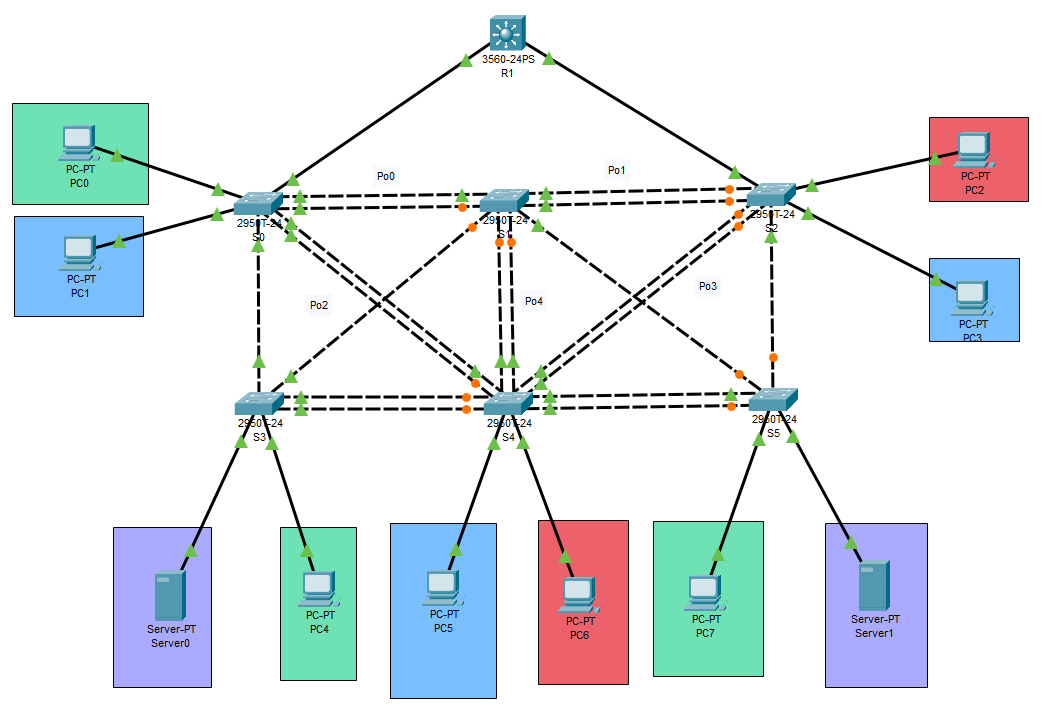 3560-24PS
R1
Po0
Po1
PC-PT
PC0
PC-PT
PC2
2950T-24
S0
2950T-24
S1
2950T-24
S2
PC-PT
PC1
PC-PT
PC3
Po2
Po4
Po3
2950T-24
S3
2950T-24
S4
2950T-24
S5
Server-PT
Server0
PC-PT
PC4
PC-PT
PC5
PC-PT
PC6
PC-PT
PC7
Server-PT
Server1